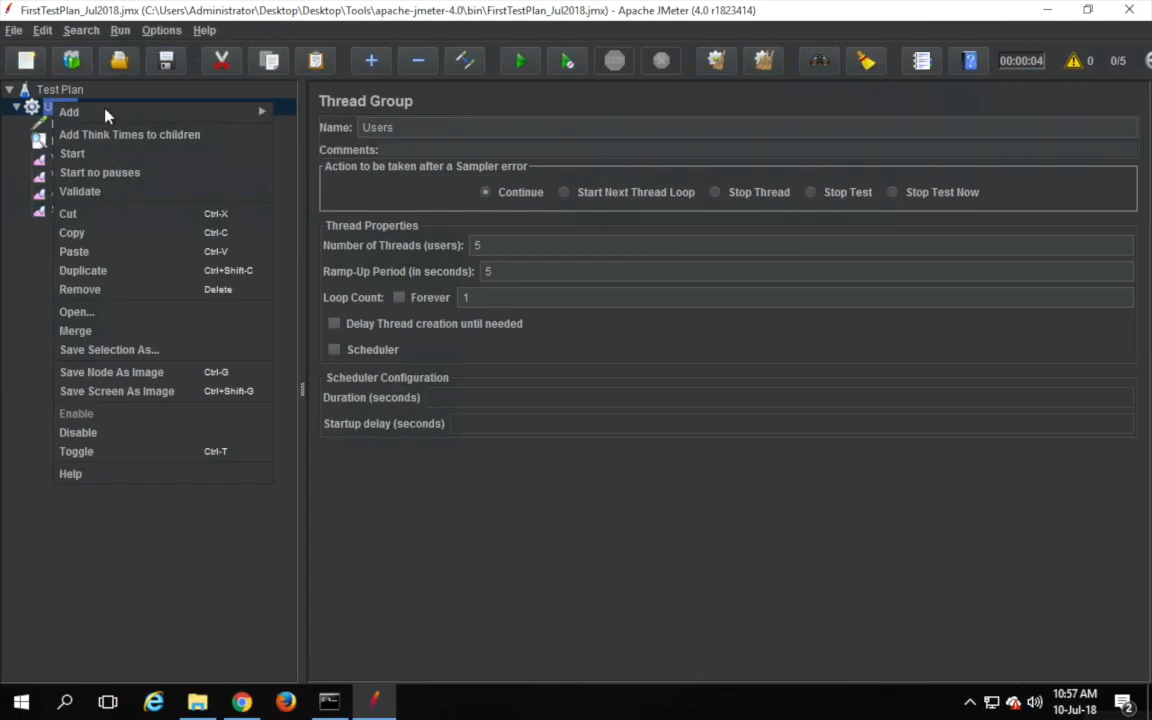 FirstTestPlan_Jul2018.jmx (C:\Users\Administrator\Desktop\Desktop\Tools\apache-jmeter-4.0\bin\FirstTestPlan_Jul2018.jmx) - Apache JMeter (4.0 r1823414)
File Edit Search Run Options Help
00:00:04 0 0/5
Test Plan
U
Add
Add Think Times to children
Start
Start no pauses
Validate
Cut Ctrl-X
Copy Ctrl-C
Paste Ctrl-V
Duplicate Ctrl+Shift-C
Remove Delete
Open...
Merge
Save Selection As...
Save Node As Image Ctrl-G
Save Screen As Image Ctrl+Shift-G
Enable
Disable
Toggle Ctrl-T
Help
Thread Group
Name: Users
Comments:
Action to be taken after a Sampler error
Continue Start Next Thread Loop Stop Thread Stop Test Stop Test Now
Thread Properties
Number of Threads (users): 5
Ramp-Up Period (in seconds): 5
Loop Count: Forever 1
Delay Thread creation until needed
Scheduler
Scheduler Configuration
Duration (seconds)
Startup delay (seconds)
10:57 AM
10-Jul-18
2